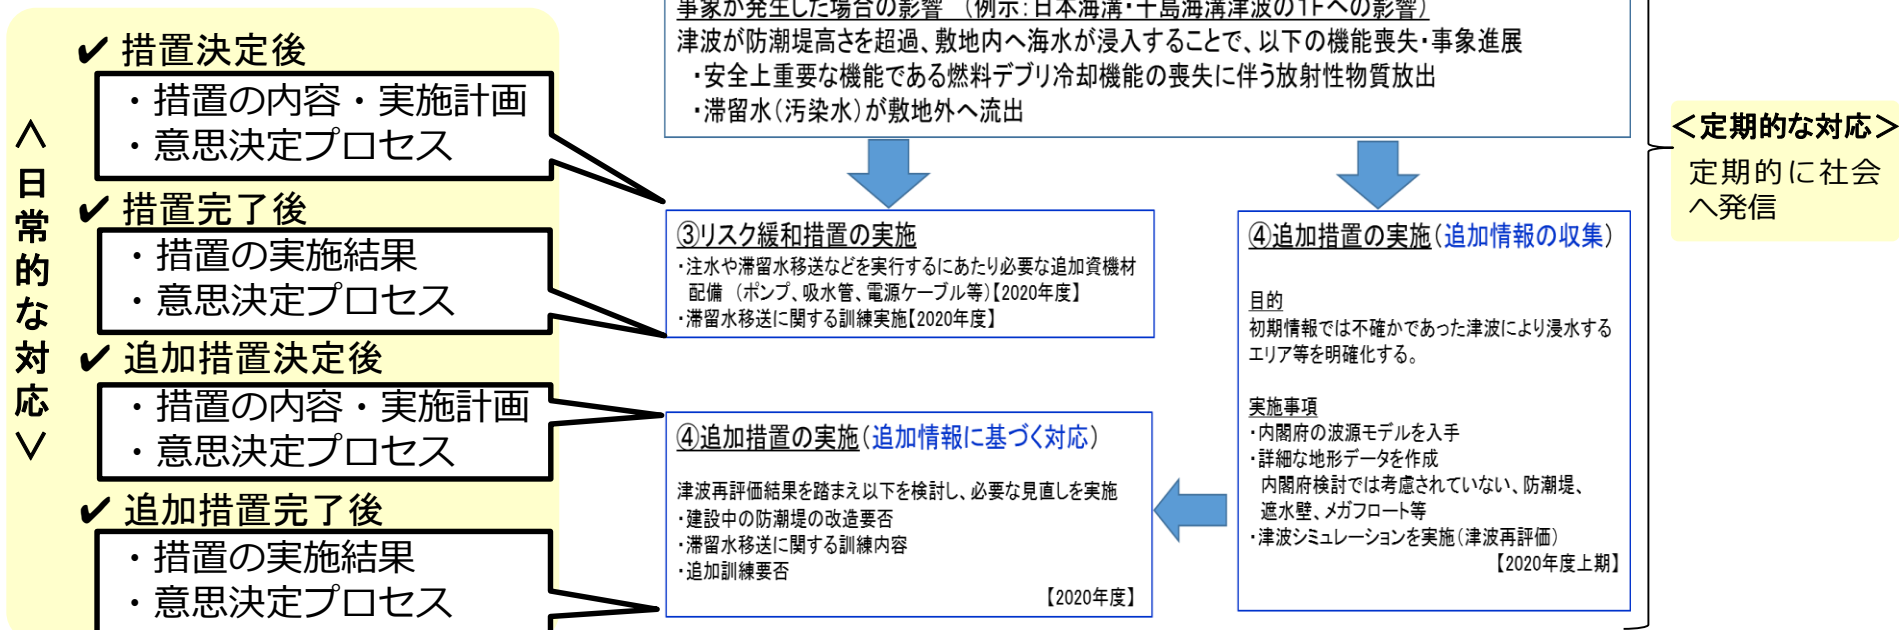 ＜日常的な対応＞
✔ 措置決定後
・措置の内容・実施計画
・意思決定プロセス
✔ 措置完了後
・措置の実施結果
・意思決定プロセス
✔ 追加措置決定後
・措置の内容・実施計画
・意思決定プロセス
✔ 追加措置完了後
・措置の実施結果
・意思決定プロセス
事象が発生した場合の影響 （例示：日本海溝・千島海溝津波の1Fへの影響）
津波が防潮堤高さを超過、敷地内へ海水が浸入することで、以下の機能喪失・事象進展
・安全上重要な機能である燃料デブリ冷却機能の喪失に伴う放射性物質放出
・滞留水（汚染水）が敷地外へ流出
③リスク緩和措置の実施
・注水や滞留水移送などを実行するにあたり必要な追加資機材
配備 （ポンプ、吸水管、電源ケーブル等）【2020年度】
・滞留水移送に関する訓練実施【2020年度】
④追加措置の実施（追加情報の収集）
目的
初期情報では不確かであった津波により浸水する
エリア等を明確化する。
実施事項
・内閣府の波源モデルを入手
・詳細な地形データを作成
内閣府検討では考慮されていない、防潮堤、
遮水壁、メガフロート等
・津波シミュレーションを実施（津波再評価）
【2020年度上期】
④追加措置の実施（追加情報に基づく対応）
津波再評価結果を踏まえ以下を検討し、必要な見直しを実施
・建設中の防潮堤の改造要否
・滞留水移送に関する訓練内容
・追加訓練要否
【2020年度】
＜定期的な対応＞
定期的に社会
へ発信